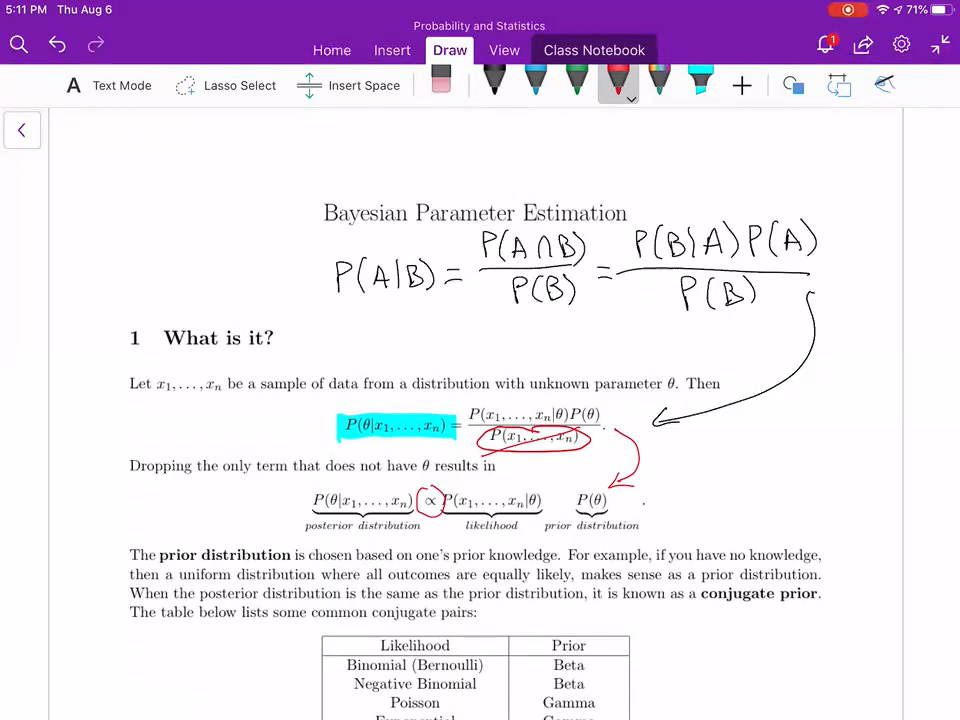 5:11 PM Thu Aug 6
71%
Probability and Statistics
Home Insert Draw View Class Notebook
1
Text Mode Lasso Select Insert Space
Bayesian Parameter Estimation
P(A|B) = P(A∩B) / P(B) = P(B|A)P(A) / P(B)
1 What is it?
Let x₁, . . . , xₙ be a sample of data from a distribution with unknown parameter θ. Then
P(θ|x₁, . . . , xₙ) = P(x₁, . . . , xₙ|θ)P(θ) / P(x₁, . . . , xₙ).
Dropping the only term that does not have θ results in
P(θ|x₁, . . . , xₙ) ∝ P(x₁, . . . , xₙ|θ) P(θ) .
posterior distribution likelihood prior distribution
The prior distribution is chosen based on one's prior knowledge. For example, if you have no knowledge,
then a uniform distribution where all outcomes are equally likely, makes sense as a prior distribution.
When the posterior distribution is the same as the prior distribution, it is known as a conjugate prior.
The table below lists some common conjugate pairs:
Likelihood Prior
Binomial (Bernoulli) Beta
Negative Binomial Beta
Poisson Gamma